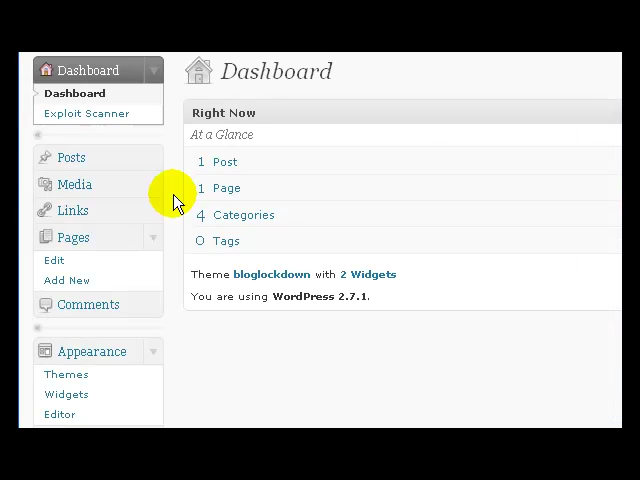 Dashboard
Dashboard
Exploit Scanner
Posts
Media
Links
Pages
Edit
Add New
Comments
Appearance
Themes
Widgets
Editor
Dashboard
Right Now
At a Glance
1 Post
1 Page
4 Categories
0 Tags
Theme bloglockdown with 2 Widgets
You are using WordPress 2.7.1.